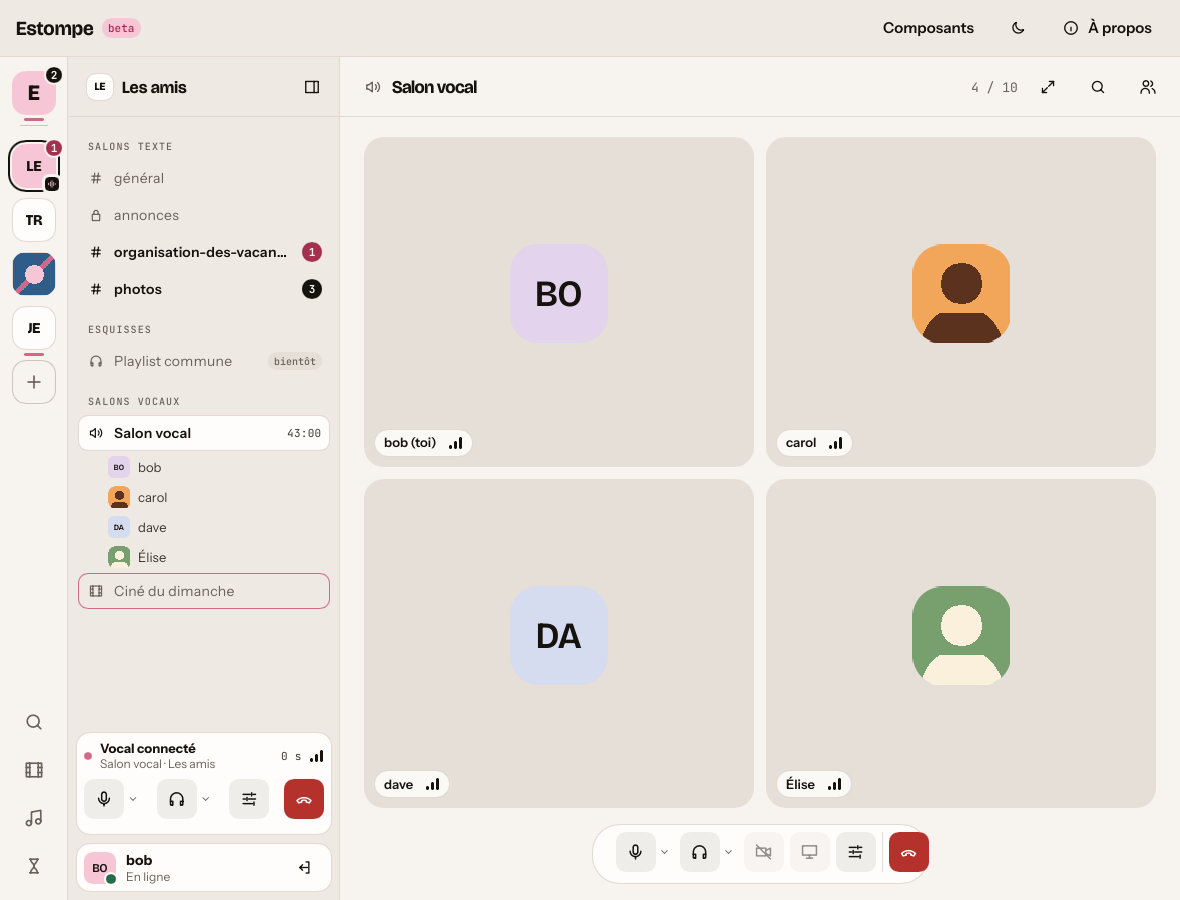 Estompe beta
Composants
À propos
E 2
LE 1
TR
JE
LE Les amis
SALONS TEXTE
# général
annonces
# organisation-des-vacan... 1
# photos 3
ESQUISSES
Playlist commune bientôt
SALONS VOCAUX
Salon vocal 43:00
BO bob
carol
DA dave
Élise
Ciné du dimanche
Vocal connecté
Salon vocal · Les amis
0 s
BO bob
En ligne
Salon vocal
4 / 10
BO
bob (toi)
carol
DA
dave
Élise